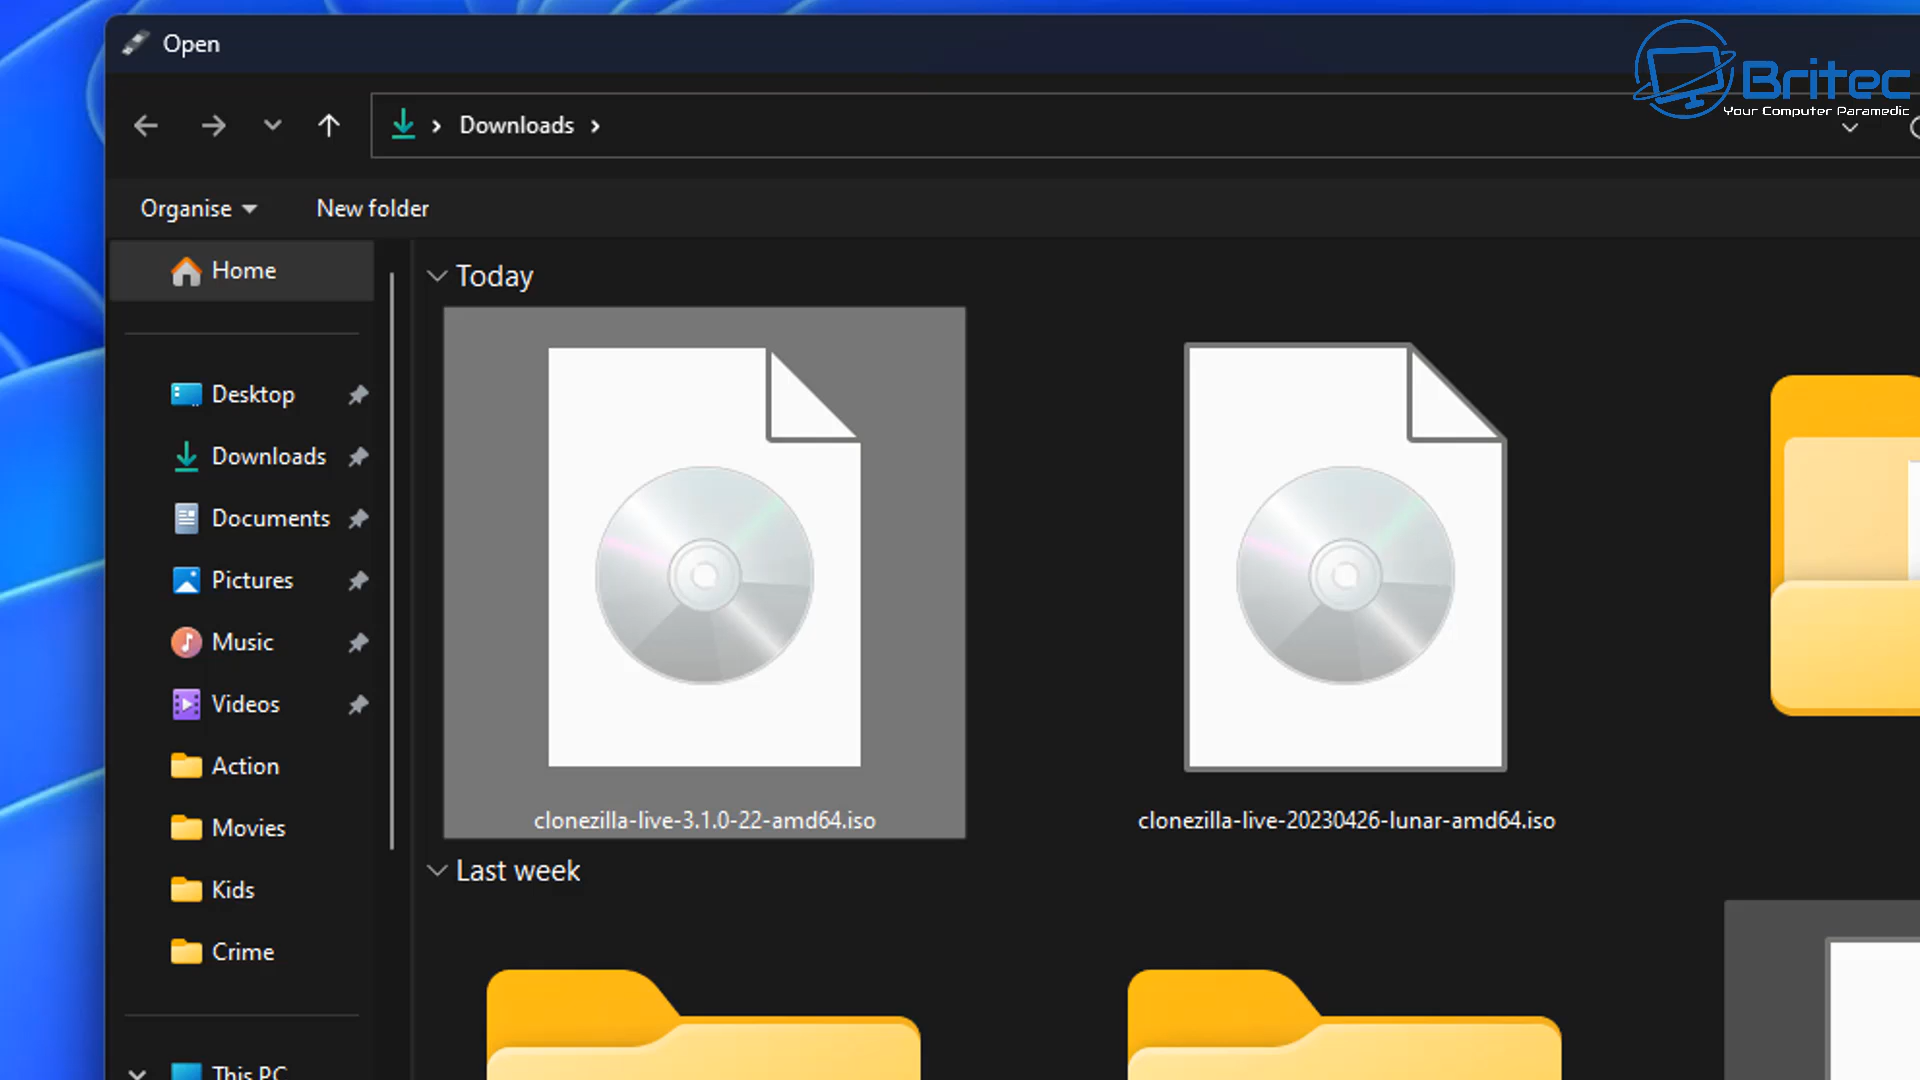 Open
Britec
Your Computer Paramedic
Downloads
Organise
New folder
Home
Desktop
Downloads
Documents
Pictures
Music
Videos
Action
Movies
Kids
Crime
This PC
Today
clonezilla-live-3.1.0-22-amd64.iso
clonezilla-live-20230426-lunar-amd64.iso
Last week